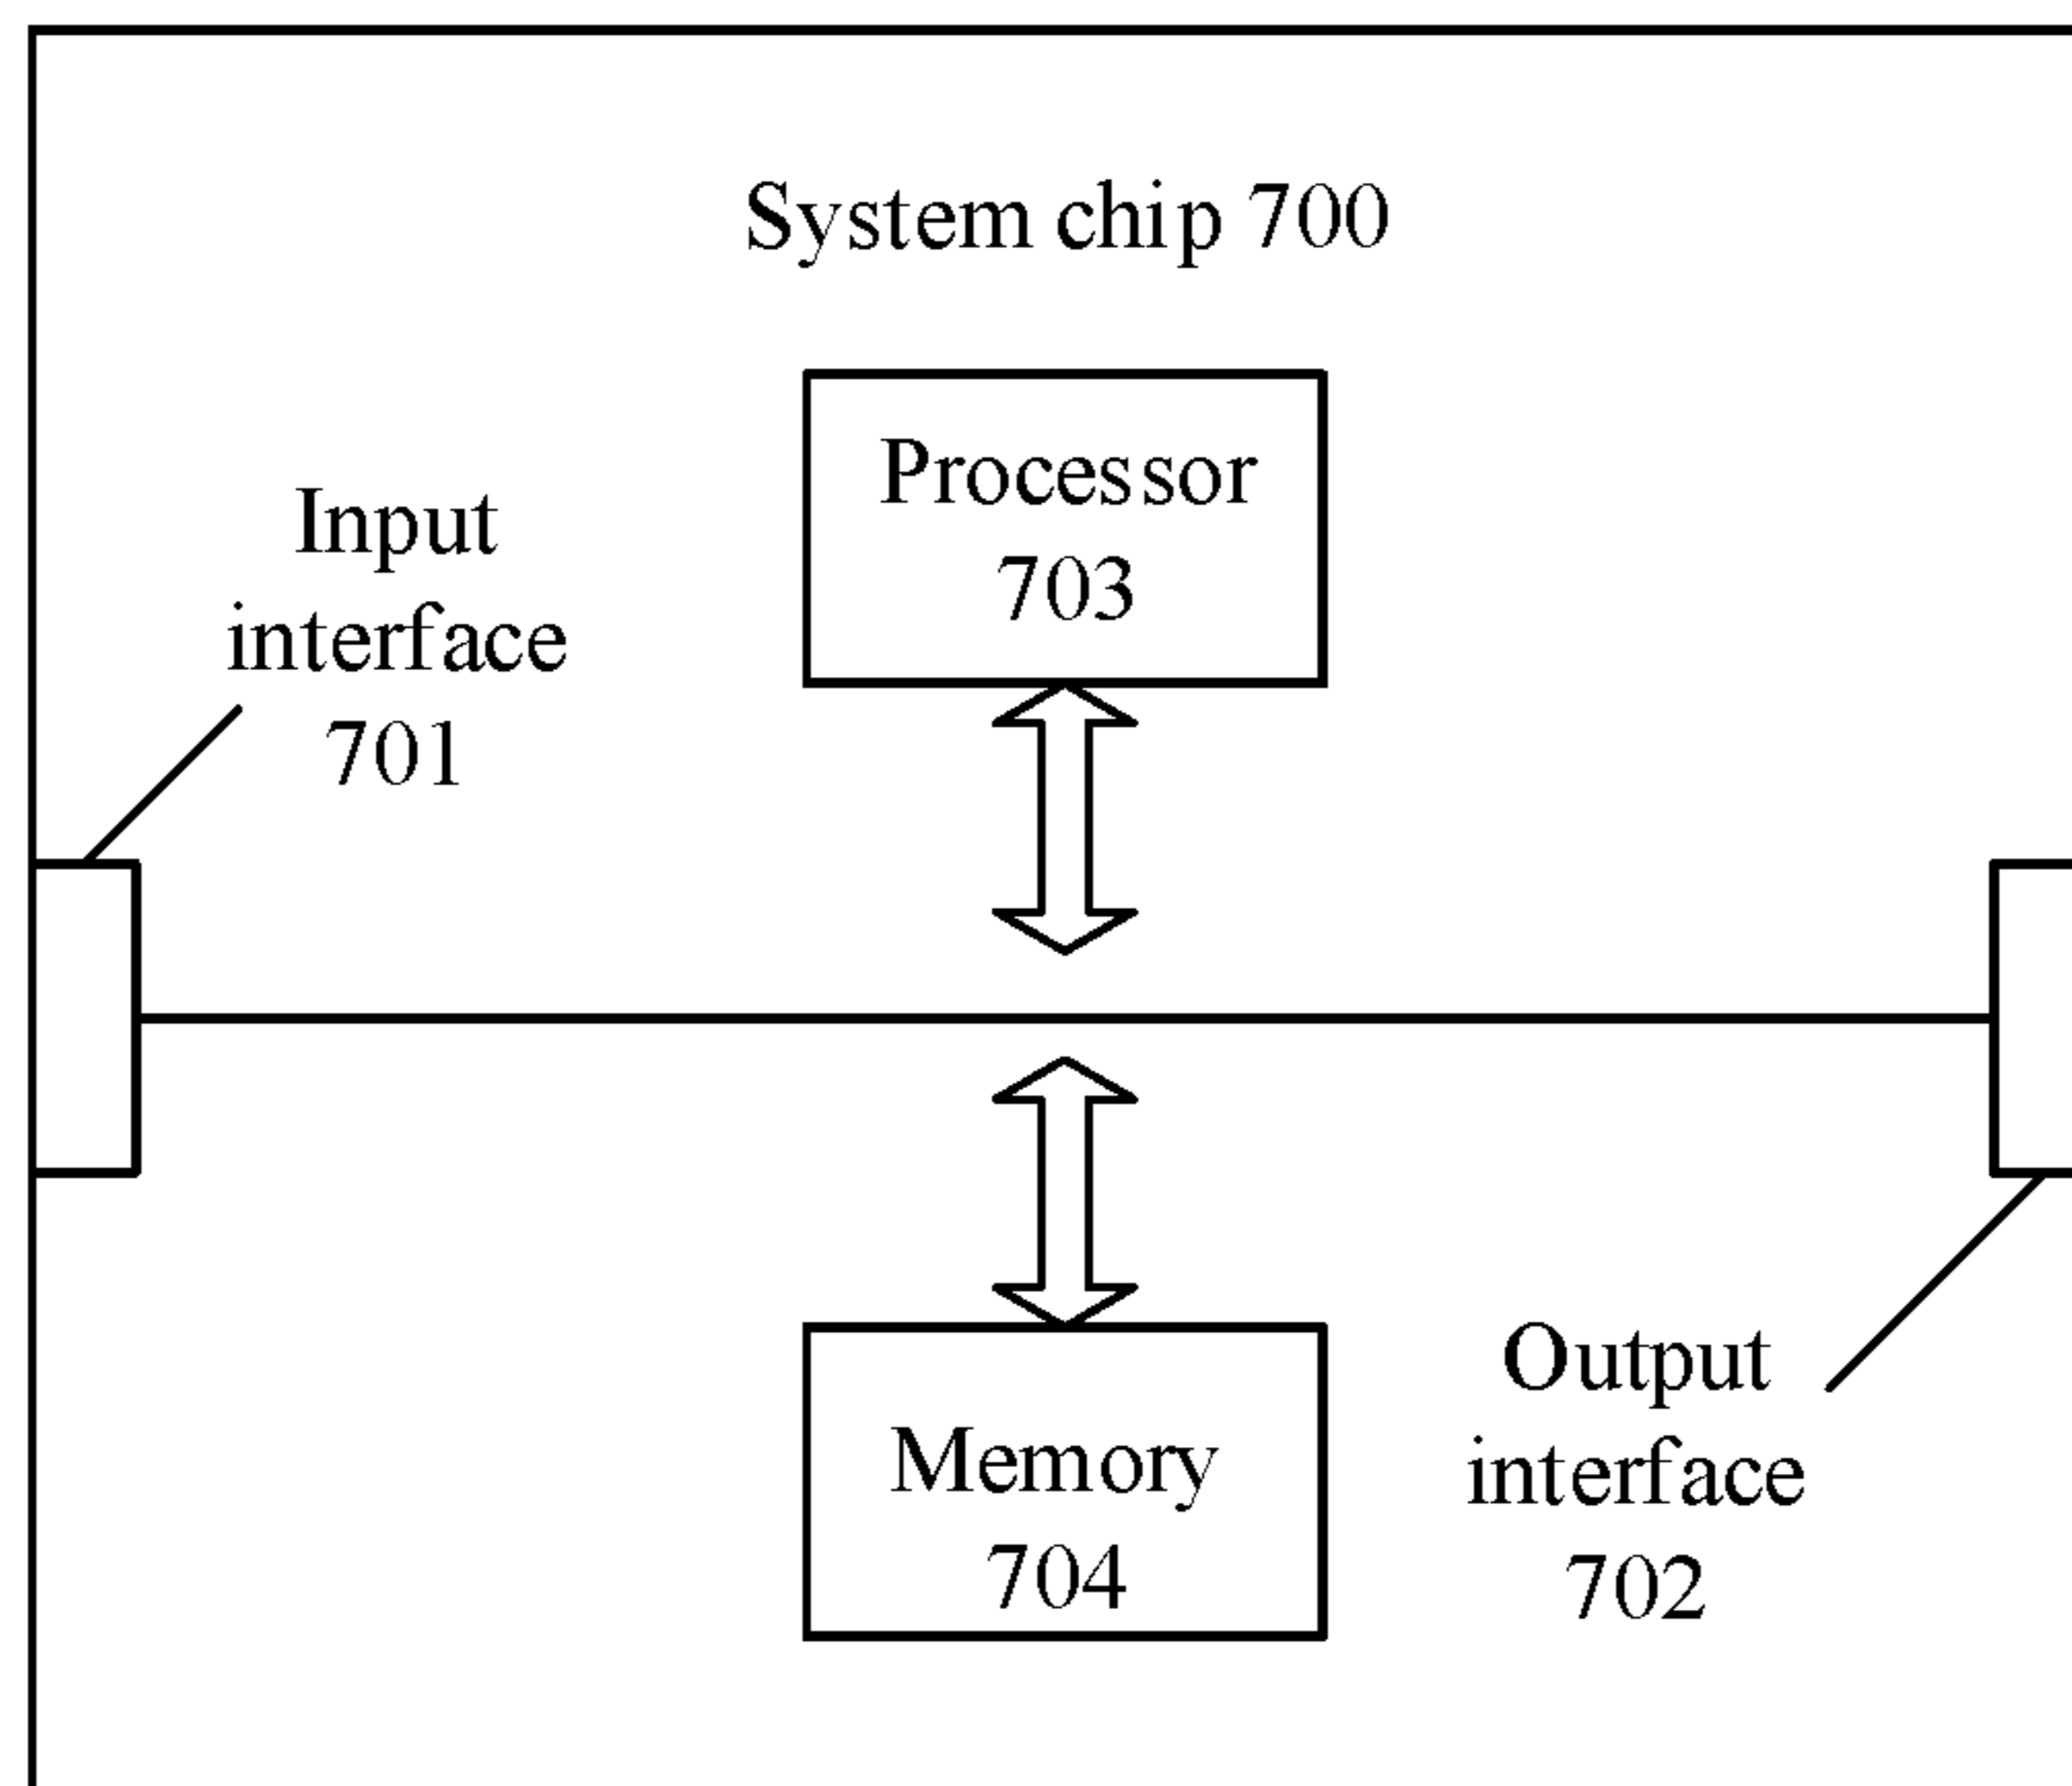 System chip 700
Processor
703
Input
interface
701
Memory
704
Output
interface
702